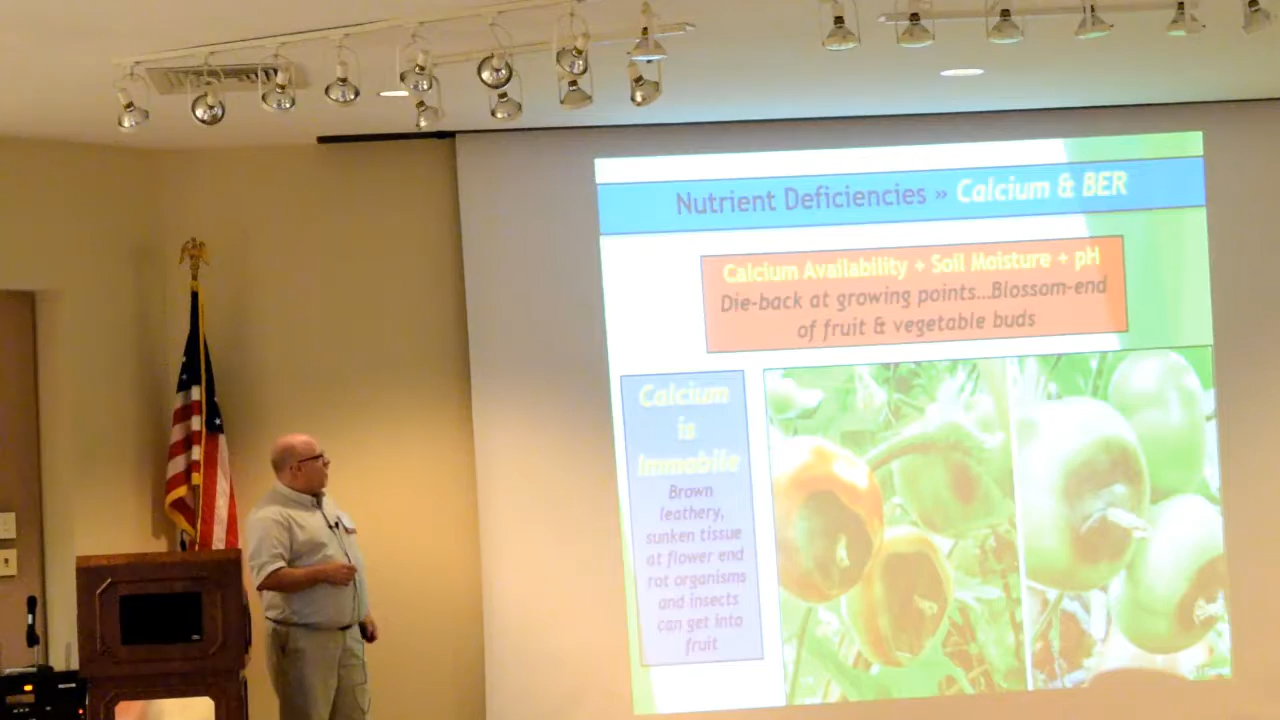 Nutrient Deficiencies » Calcium & BER
Calcium Availability + Soil Moisture + pH
Die-back at growing points...Blossom-end
of fruit & vegetable buds
Calcium
is
Immobile
Brown
leathery,
sunken tissue
at flower end
rot organisms
and insects
can get into
fruit